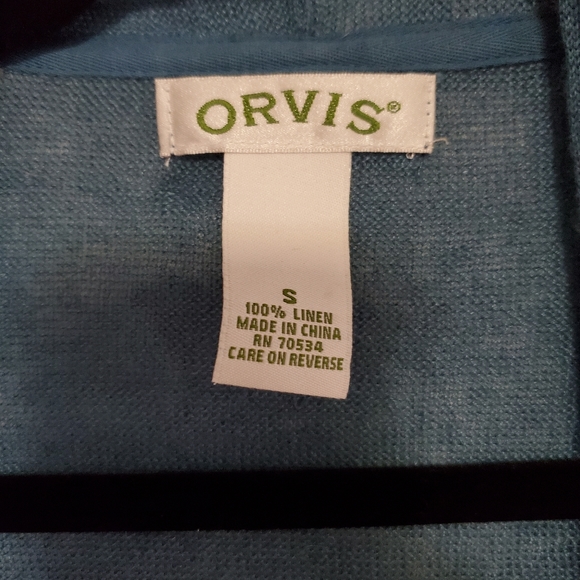 ORVIS®
S
100% LINEN
MADE IN CHINA
RN 70534
CARE ON REVERSE